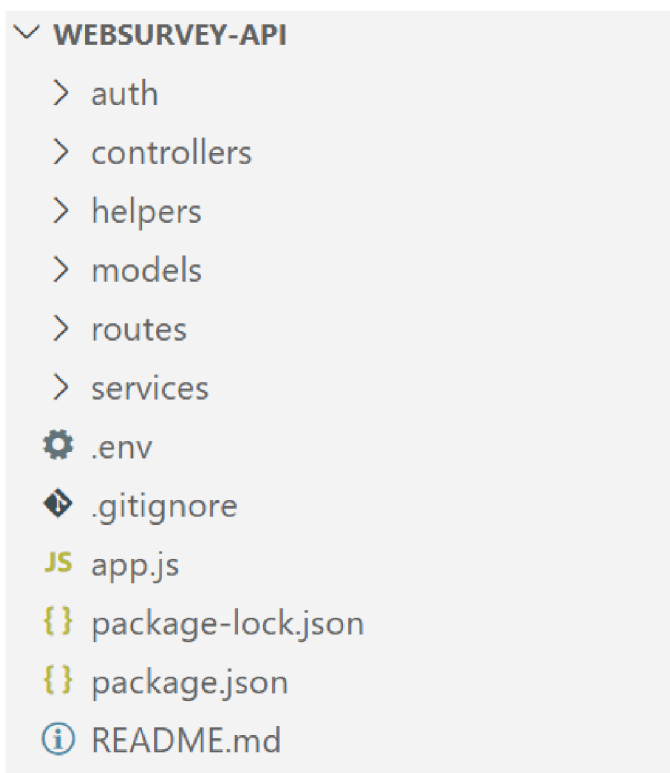 WEBSURVEY-API
auth
controllers
helpers
models
routes
services
.env
.gitignore
JS app.js
{} package-lock.json
{} package.json
README.md